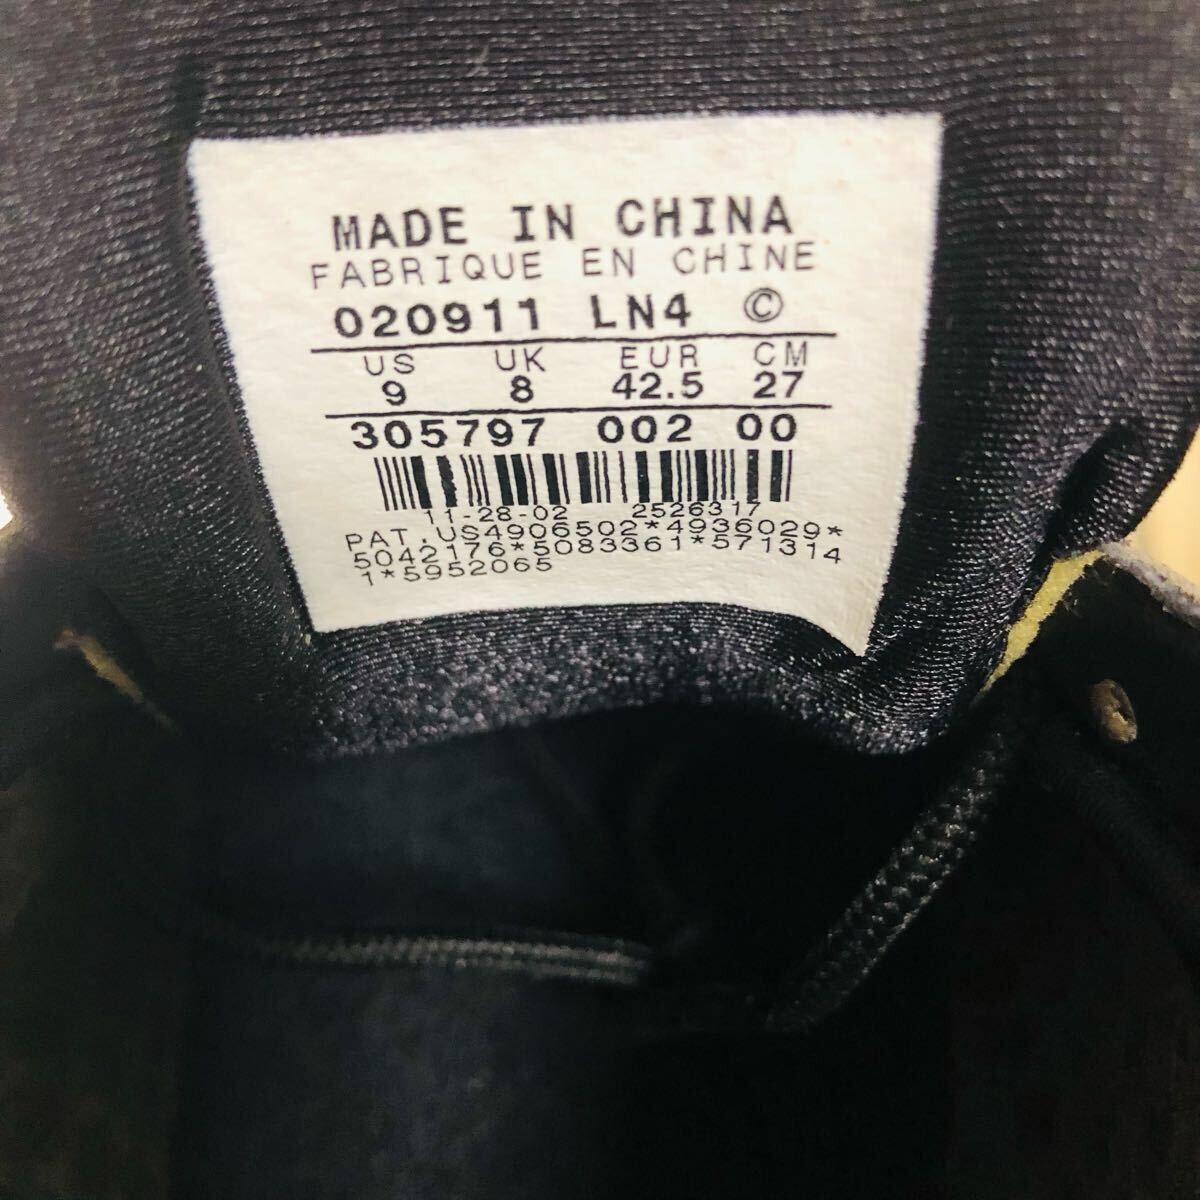 MADE IN CHINA
FABRIQUE EN CHINE
020911 LN4 ©
US UK EUR CM
9 8 42.5 27
305797 002 00
11-28-02 2526317
PAT.US4906502*4936029*
5042176*5083361*571314
1*5952065